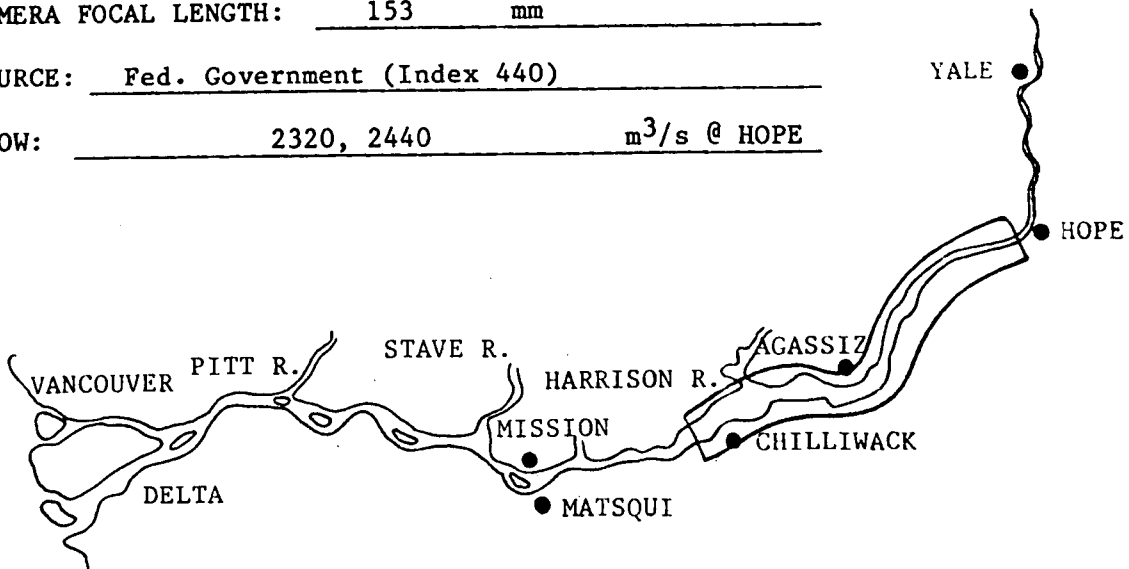 MERA FOCAL LENGTH: 153 mm
URCE: Fed. Government (Index 440)
OW: 2320, 2440 m³/s @ HOPE
YALE
HOPE
AGASSIZ
STAVE R.
PITT R.
HARRISON R.
VANCOUVER
MISSION
CHILLIWACK
DELTA
MATSQUI